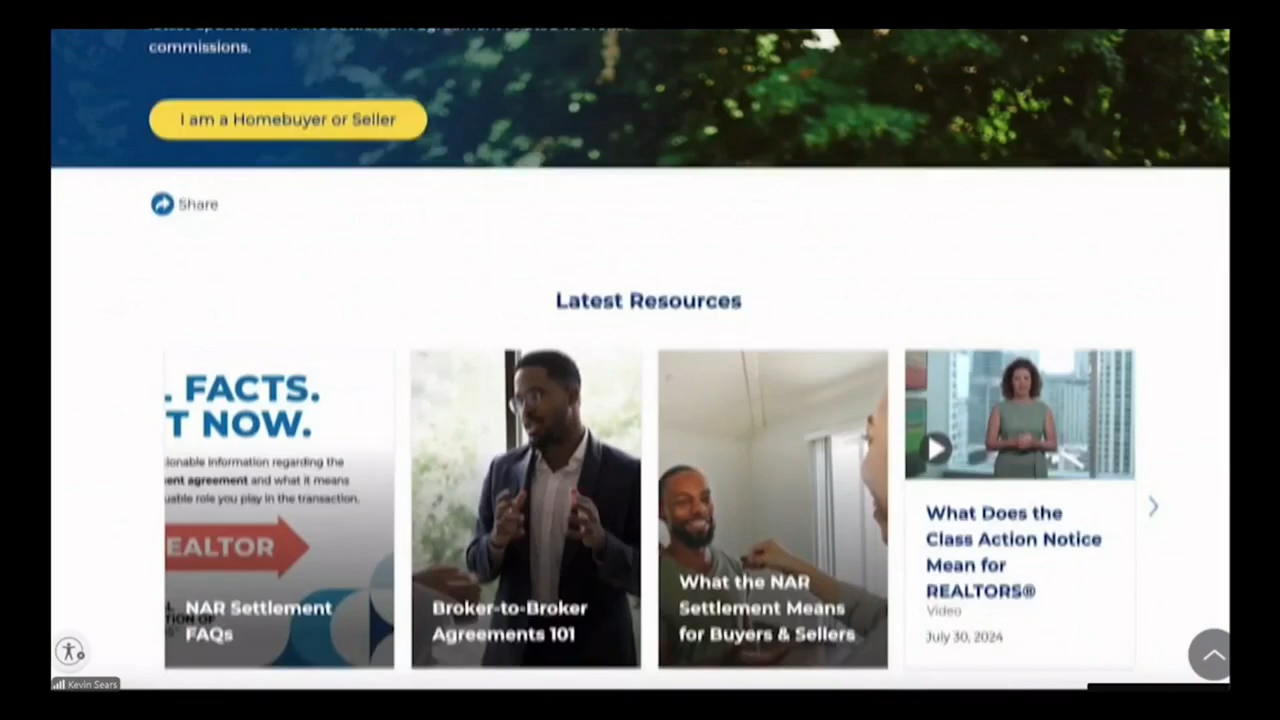 commissions.
I am a Homebuyer or Seller
Share
Latest Resources
. FACTS.
T NOW.
ionable information regarding the
ent agreement and what it means
uable role you play in the transaction.
EALTOR
TION OF
NAR Settlement
FAQs
Broker-to-Broker
Agreements 101
What the NAR
Settlement Means
for Buyers & Sellers
What Does the
Class Action Notice
Mean for
REALTORS®
Video
July 30, 2024
Kevin Sears